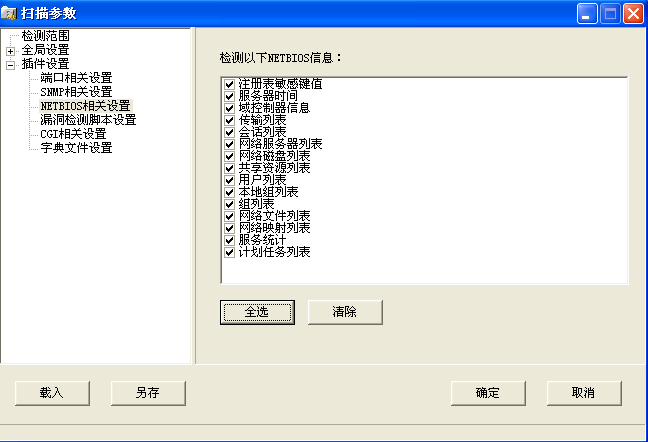 扫描参数
检测范围
全局设置
插件设置
端口相关设置
SNMP相关设置
NETBIOS相关设置
漏洞检测脚本设置
CGI相关设置
字典文件设置
检测以下NETBIOS信息：
注册表敏感键值
服务器时间
域控制器信息
传输列表
会话列表
网络服务器列表
网络磁盘列表
共享资源列表
用户列表
本地组列表
组列表
网络文件列表
网络映射列表
服务统计
计划任务列表
全选
清除
载入
另存
确定
取消